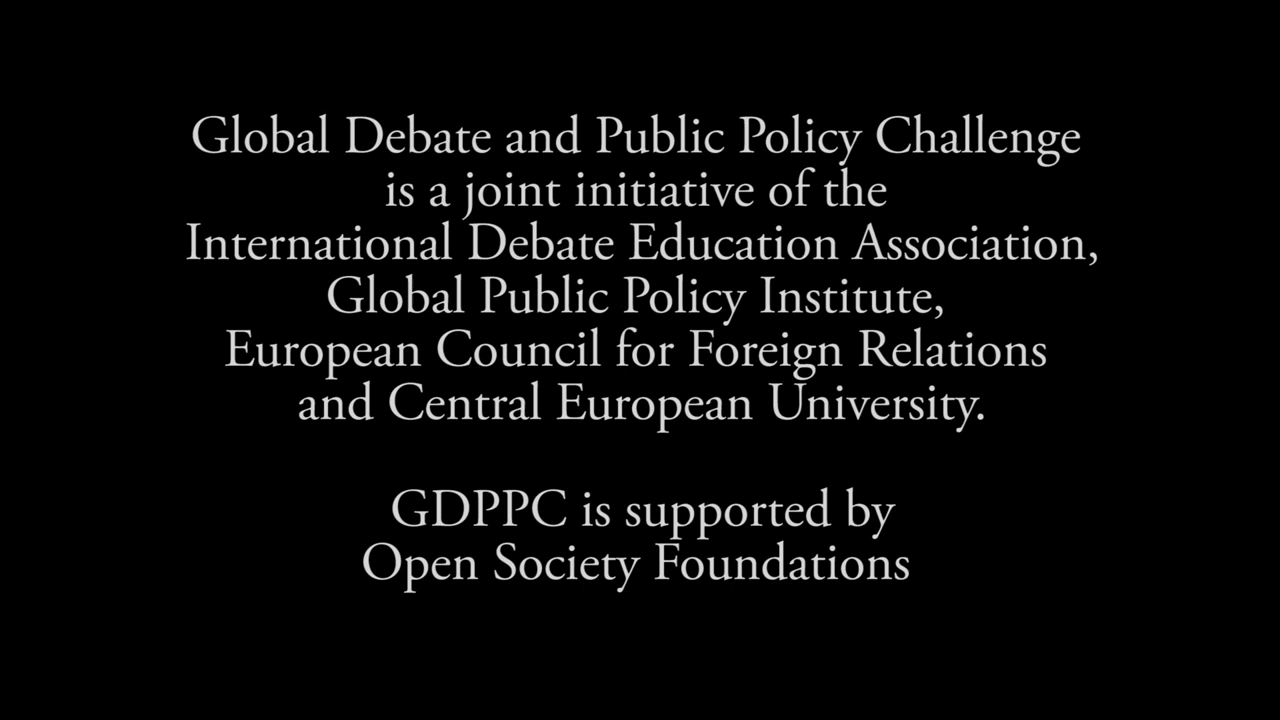 Global Debate and Public Policy Challenge
is a joint initiative of the
International Debate Education Association,
Global Public Policy Institute,
European Council for Foreign Relations
and Central European University.
GDPPC is supported by
Open Society Foundations